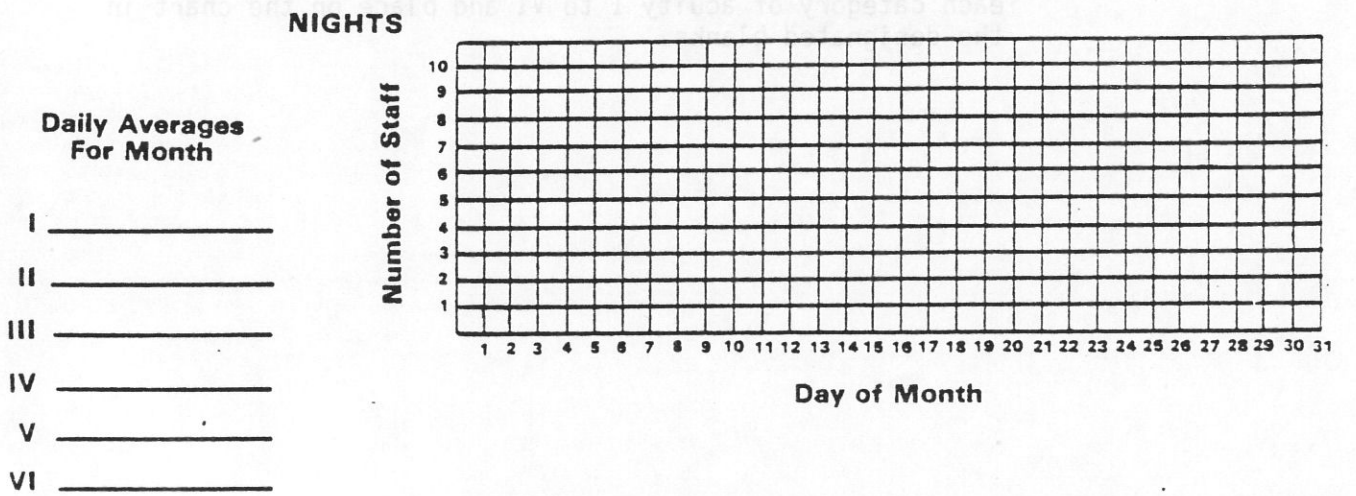 NIGHTS
Daily Averages
For Month
I
II
III
IV
V
VI
Number of Staff
10
9
8
7
6
5
4
3
2
1
1 2 3 4 5 6 7 8 9 10 11 12 13 14 15 16 17 18 19 20 21 22 23 24 25 26 27 28 29 30 31
Day of Month